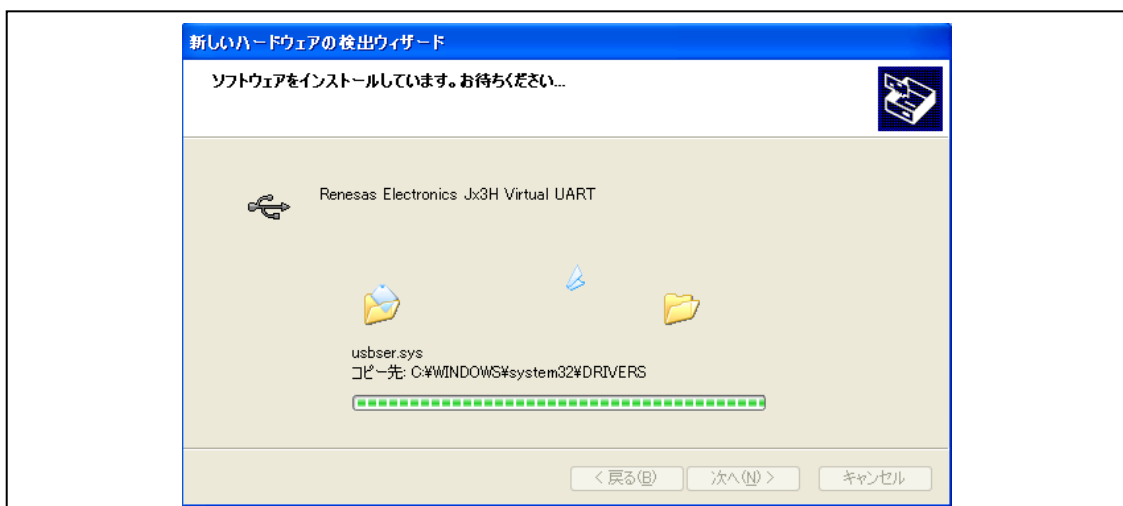 新しいハードウェアの検出ウィザード
ソフトウェアをインストールしています。お待ちください...
Renesas Electronics Jx3H Virtual UART
usbser.sys
コピー先: C:¥WINDOWS¥system32¥DRIVERS
< 戻る(B) 次へ(N) > キャンセル